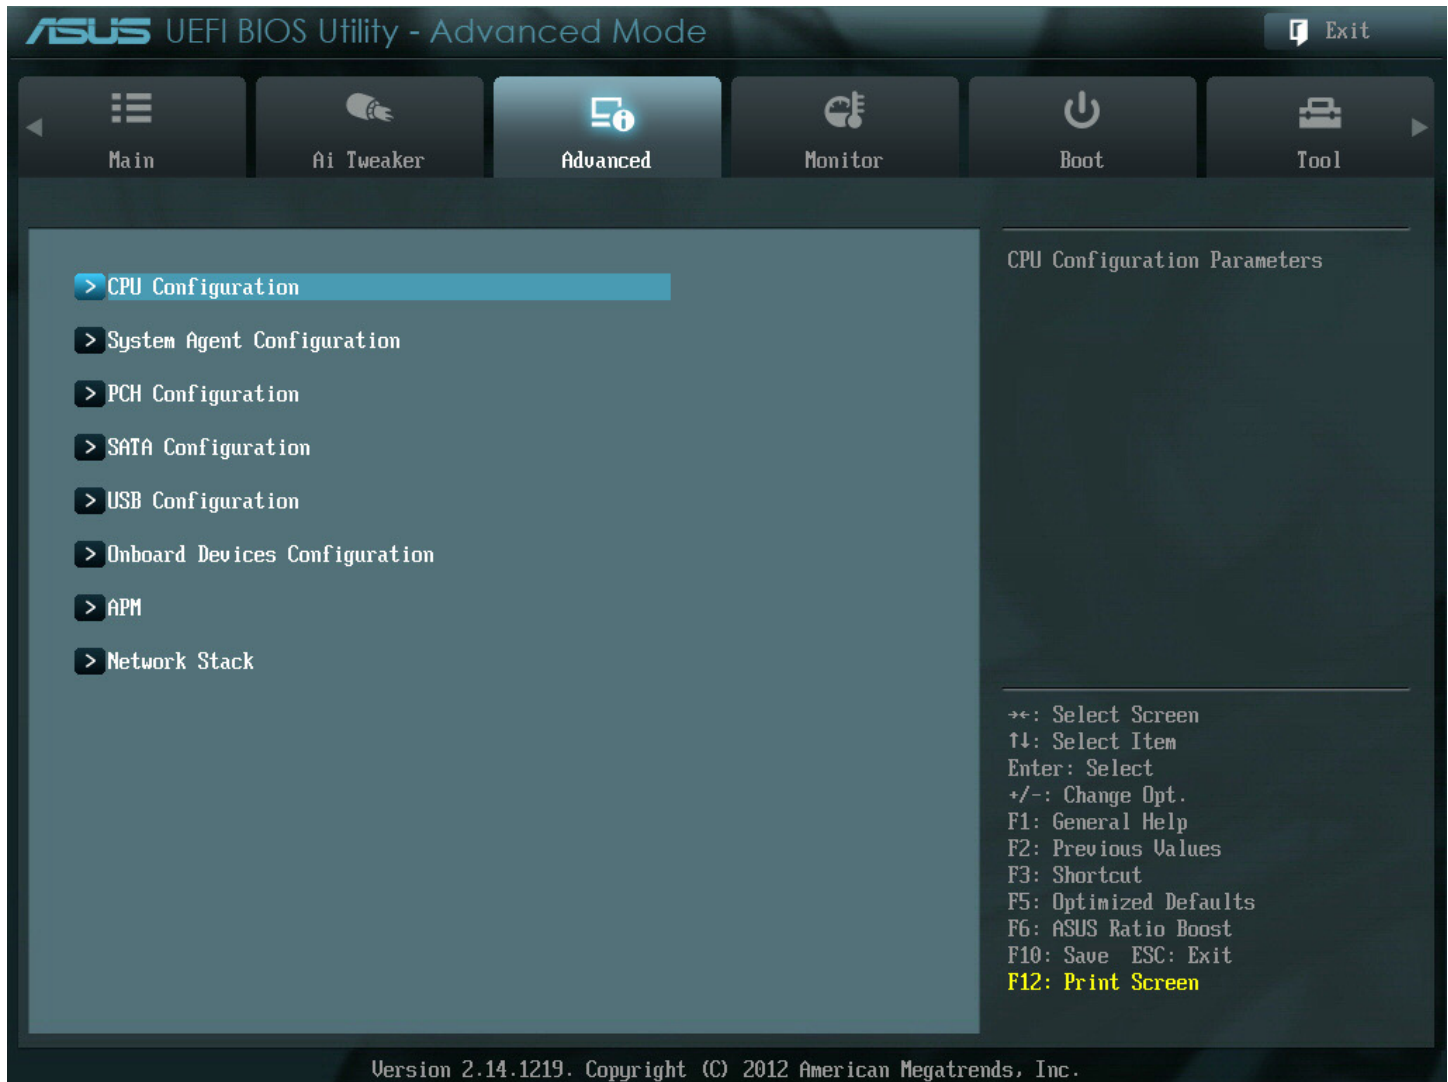 ASUS UEFI BIOS Utility - Advanced Mode
Exit
Main
Ai Tweaker
Advanced
Monitor
Boot
Tool
> CPU Configuration
> System Agent Configuration
> PCH Configuration
> SATA Configuration
> USB Configuration
> Onboard Devices Configuration
> APM
> Network Stack
CPU Configuration Parameters
→←: Select Screen
↑↓: Select Item
Enter: Select
+/-: Change Opt.
F1: General Help
F2: Previous Values
F3: Shortcut
F5: Optimized Defaults
F6: ASUS Ratio Boost
F10: Save  ESC: Exit
F12: Print Screen
Version 2.14.1219. Copyright (C) 2012 American Megatrends, Inc.